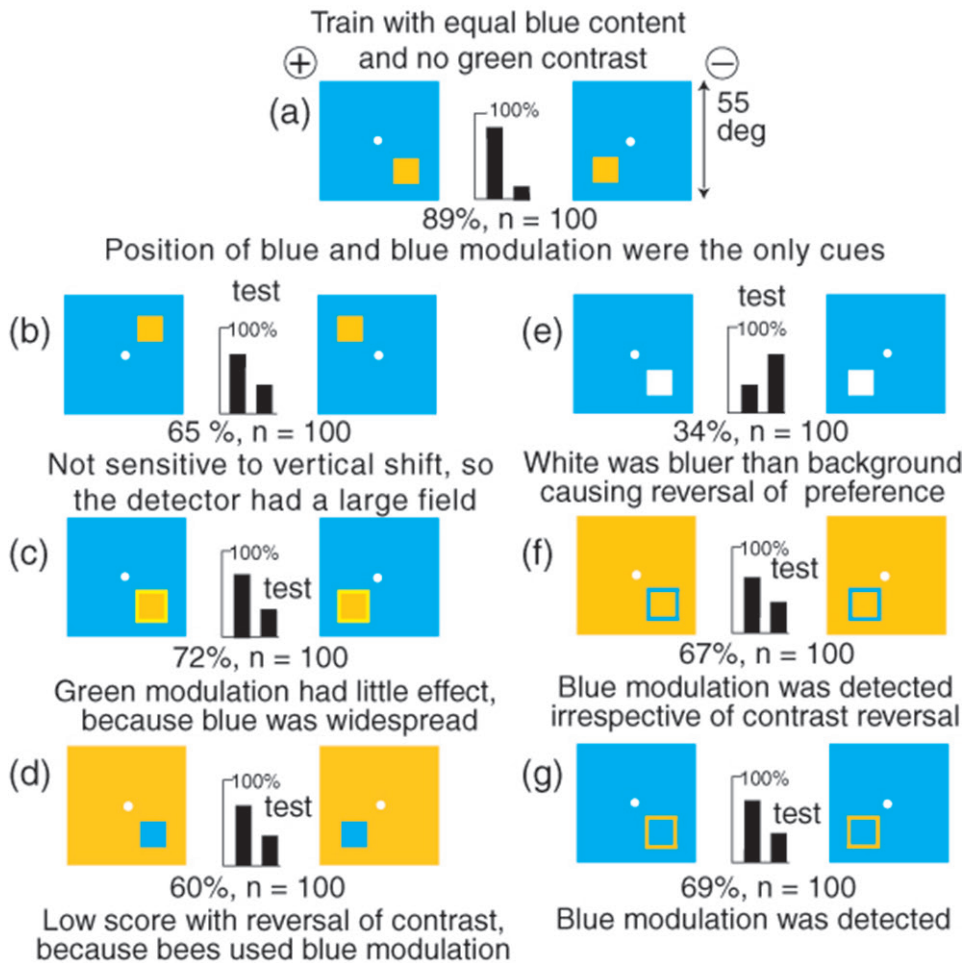 Train with equal blue content
and no green contrast
+
−
(a)
100%
55
deg
89%, n = 100
Position of blue and blue modulation were the only cues
test
(b)
100%
65 %, n = 100
Not sensitive to vertical shift, so
the detector had a large field
(c)
100%
test
72%, n = 100
Green modulation had little effect,
because blue was widespread
(d)
100%
test
60%, n = 100
Low score with reversal of contrast,
because bees used blue modulation
test
(e)
100%
34%, n = 100
White was bluer than background
causing reversal of preference
(f)
100%
test
67%, n = 100
Blue modulation was detected
irrespective of contrast reversal
(g)
100%
test
69%, n = 100
Blue modulation was detected